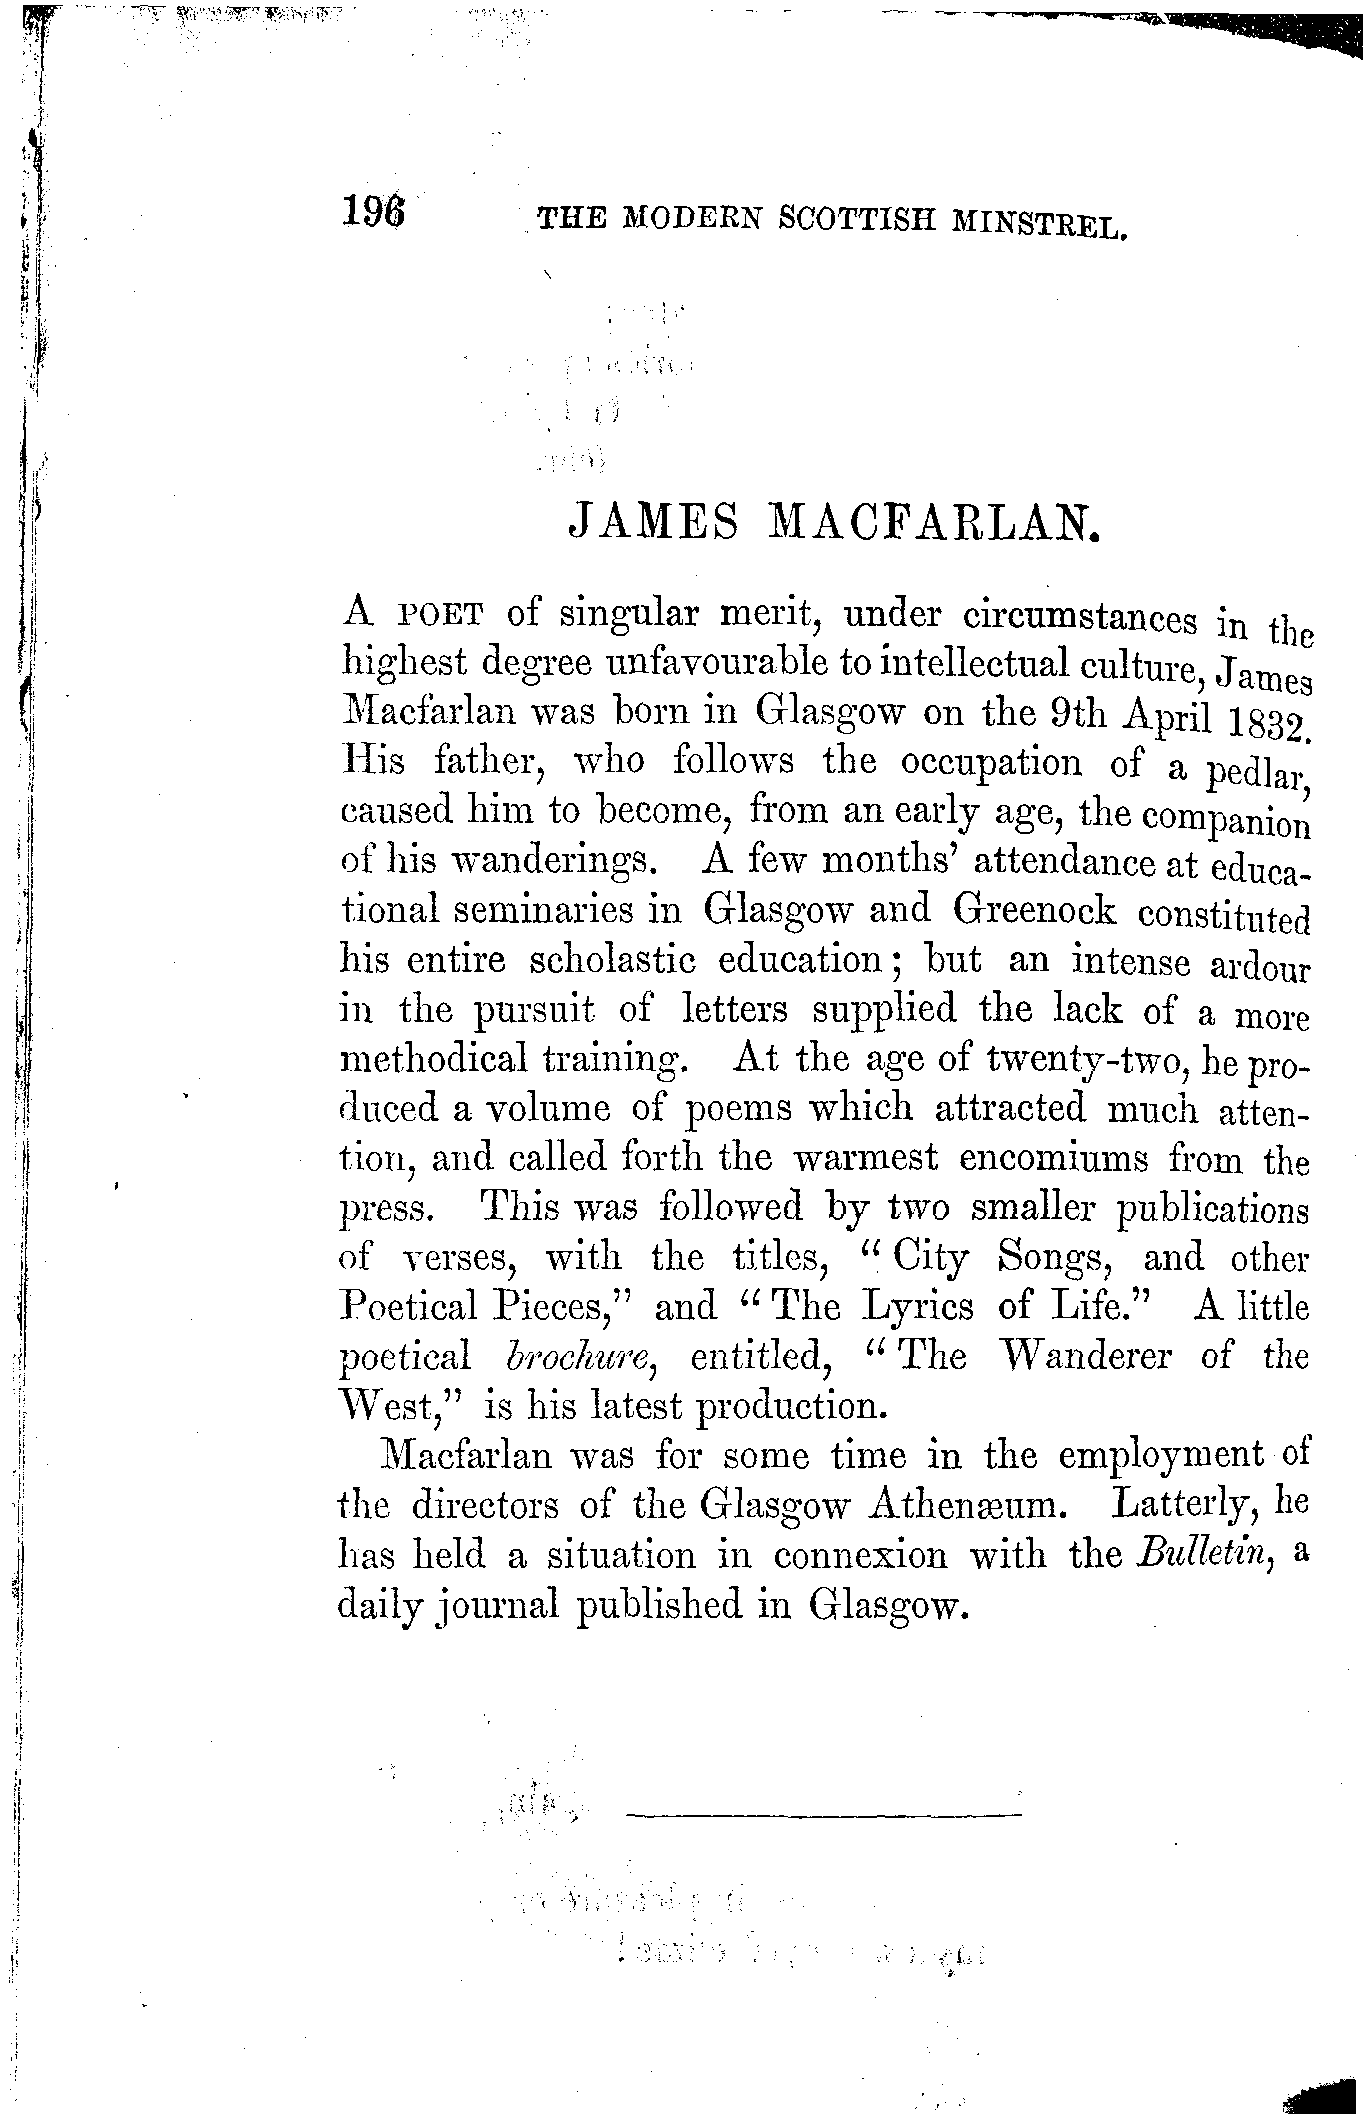 196 THE MODERN SCOTTISH MINSTREL.
JAMES MACFARLAN.
A POET of singular merit, under circumstances in the
highest degree unfavourable to intellectual culture, James
Macfarlan was born in Glasgow on the 9th April 1832.
His father, who follows the occupation of a pedlar,
caused him to become, from an early age, the companion
of his wanderings. A few months' attendance at educa-
tional seminaries in Glasgow and Greenock constituted
his entire scholastic education; but an intense ardour
in the pursuit of letters supplied the lack of a more
methodical training. At the age of twenty-two, he pro-
duced a volume of poems which attracted much atten-
tion, and called forth the warmest encomiums from the
press. This was followed by two smaller publications
of verses, with the titles, "City Songs, and other
Poetical Pieces," and "The Lyrics of Life." A little
poetical brochure, entitled, "The Wanderer of the
West," is his latest production.
Macfarlan was for some time in the employment of
the directors of the Glasgow Athenæum. Latterly, he
has held a situation in connexion with the Bulletin, a
daily journal published in Glasgow.